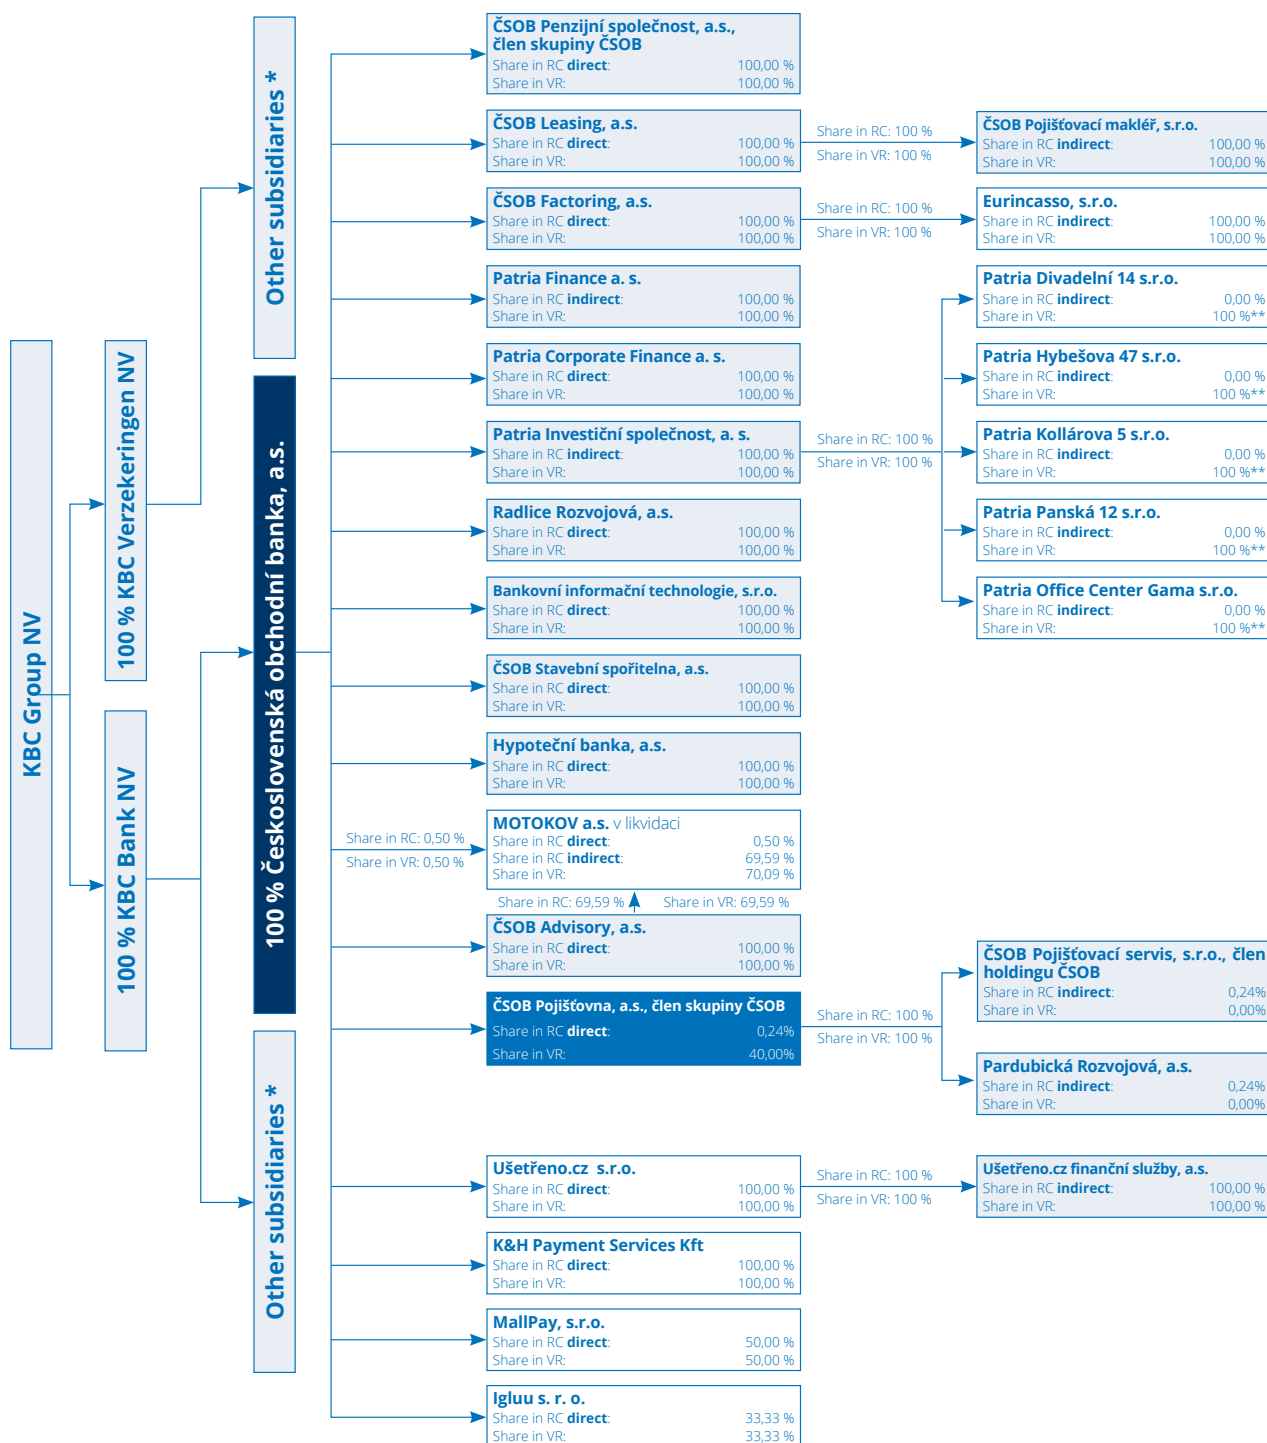 KBC Group NV
100 % KBC Verzekeringen NV
100 % KBC Bank NV
Other subsidiaries *
100 % Československá obchodní banka, a.s.
Other subsidiaries *
ČSOB Penzijní společnost, a.s.,
člen skupiny ČSOB
Share in RC direct: 100,00 %
Share in VR: 100,00 %
ČSOB Leasing, a.s.
Share in RC direct: 100,00 %
Share in VR: 100,00 %
Share in RC: 100 %
Share in VR: 100 %
ČSOB Pojišťovací makléř, s.r.o.
Share in RC indirect: 100,00 %
Share in VR: 100,00 %
ČSOB Factoring, a.s.
Share in RC direct: 100,00 %
Share in VR: 100,00 %
Share in RC: 100 %
Share in VR: 100 %
Eurincasso, s.r.o.
Share in RC indirect: 100,00 %
Share in VR: 100,00 %
Patria Finance a. s.
Share in RC indirect: 100,00 %
Share in VR: 100,00 %
Patria Corporate Finance a. s.
Share in RC direct: 100,00 %
Share in VR: 100,00 %
Patria Investiční společnost, a. s.
Share in RC indirect: 100,00 %
Share in VR: 100,00 %
Share in RC: 100 %
Share in VR: 100 %
Patria Divadelní 14 s.r.o.
Share in RC indirect: 0,00 %
Share in VR: 100 %**
Patria Hybešova 47 s.r.o.
Share in RC indirect: 0,00 %
Share in VR: 100 %**
Patria Kollárova 5 s.r.o.
Share in RC indirect: 0,00 %
Share in VR: 100 %**
Patria Panská 12 s.r.o.
Share in RC indirect: 0,00 %
Share in VR: 100 %**
Patria Office Center Gama s.r.o.
Share in RC indirect: 0,00 %
Share in VR: 100 %**
Radlice Rozvojová, a.s.
Share in RC direct: 100,00 %
Share in VR: 100,00 %
Bankovní informační technologie, s.r.o.
Share in RC direct: 100,00 %
Share in VR: 100,00 %
ČSOB Stavební spořitelna, a.s.
Share in RC direct: 100,00 %
Share in VR: 100,00 %
Hypoteční banka, a.s.
Share in RC direct: 100,00 %
Share in VR: 100,00 %
Share in RC: 0,50 %
Share in VR: 0,50 %
MOTOKOV a.s. v likvidaci
Share in RC direct: 0,50 %
Share in RC indirect: 69,59 %
Share in VR: 70,09 %
Share in RC: 69,59 % Share in VR: 69,59 %
ČSOB Advisory, a.s.
Share in RC direct: 100,00 %
Share in VR: 100,00 %
ČSOB Pojišťovna, a.s., člen skupiny ČSOB
Share in RC direct: 0,24%
Share in VR: 40,00%
Share in RC: 100 %
Share in VR: 100 %
ČSOB Pojišťovací servis, s.r.o., člen
holdingu ČSOB
Share in RC indirect: 0,24%
Share in VR: 0,00%
Pardubická Rozvojová, a.s.
Share in RC indirect: 0,24%
Share in VR: 0,00%
Ušetřeno.cz s.r.o.
Share in RC direct: 100,00 %
Share in VR: 100,00 %
Share in RC: 100 %
Share in VR: 100 %
Ušetřeno.cz finanční služby, a.s.
Share in RC indirect: 100,00 %
Share in VR: 100,00 %
K&H Payment Services Kft
Share in RC direct: 100,00 %
Share in VR: 100,00 %
MallPay, s.r.o.
Share in RC direct: 50,00 %
Share in VR: 50,00 %
Igluu s. r. o.
Share in RC direct: 33,33 %
Share in VR: 33,33 %